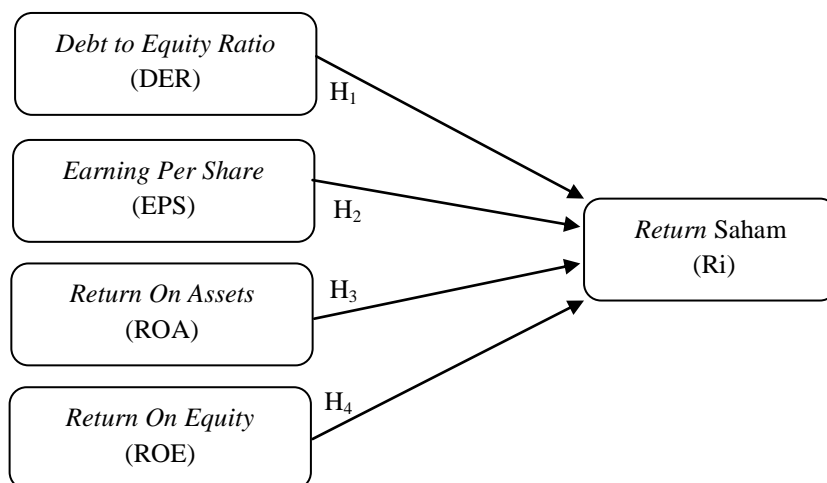 Debt to Equity Ratio
(DER)
H₁
Earning Per Share
(EPS)
H₂
Return Saham
(Ri)
Return On Assets
(ROA)
H₃
Return On Equity
(ROE)
H₄